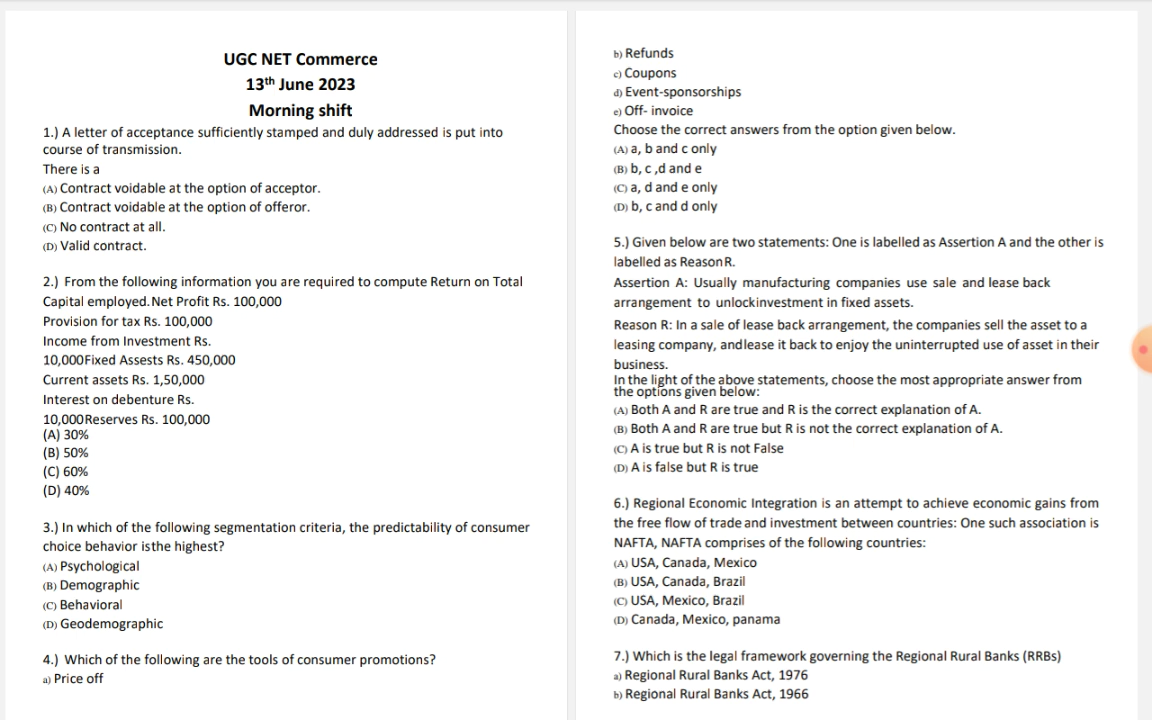 UGC NET Commerce
13th June 2023
Morning shift
1.) A letter of acceptance sufficiently stamped and duly addressed is put into
course of transmission.
There is a
(A) Contract voidable at the option of acceptor.
(B) Contract voidable at the option of offeror.
(C) No contract at all.
(D) Valid contract.
2.) From the following information you are required to compute Return on Total
Capital employed. Net Profit Rs. 100,000
Provision for tax Rs. 100,000
Income from Investment Rs.
10,000Fixed Assests Rs. 450,000
Current assets Rs. 1,50,000
Interest on debenture Rs.
10,000Reserves Rs. 100,000
(A) 30%
(B) 50%
(C) 60%
(D) 40%
3.) In which of the following segmentation criteria, the predictability of consumer
choice behavior isthe highest?
(A) Psychological
(B) Demographic
(C) Behavioral
(D) Geodemographic
4.) Which of the following are the tools of consumer promotions?
a) Price off
b) Refunds
c) Coupons
d) Event-sponsorships
e) Off- invoice
Choose the correct answers from the option given below.
(A) a, b and c only
(B) b, c ,d and e
(C) a, d and e only
(D) b, c and d only
5.) Given below are two statements: One is labelled as Assertion A and the other is
labelled as Reason R.
Assertion A: Usually manufacturing companies use sale and lease back
arrangement to unlockinvestment in fixed assets.
Reason R: In a sale of lease back arrangement, the companies sell the asset to a
leasing company, andlease it back to enjoy the uninterrupted use of asset in their
business.
In the light of the above statements, choose the most appropriate answer from
the options given below:
(A) Both A and R are true and R is the correct explanation of A.
(B) Both A and R are true but R is not the correct explanation of A.
(C) A is true but R is not False
(D) A is false but R is true
6.) Regional Economic Integration is an attempt to achieve economic gains from
the free flow of trade and investment between countries: One such association is
NAFTA, NAFTA comprises of the following countries:
(A) USA, Canada, Mexico
(B) USA, Canada, Brazil
(C) USA, Mexico, Brazil
(D) Canada, Mexico, panama
7.) Which is the legal framework governing the Regional Rural Banks (RRBs)
a) Regional Rural Banks Act, 1976
b) Regional Rural Banks Act, 1966